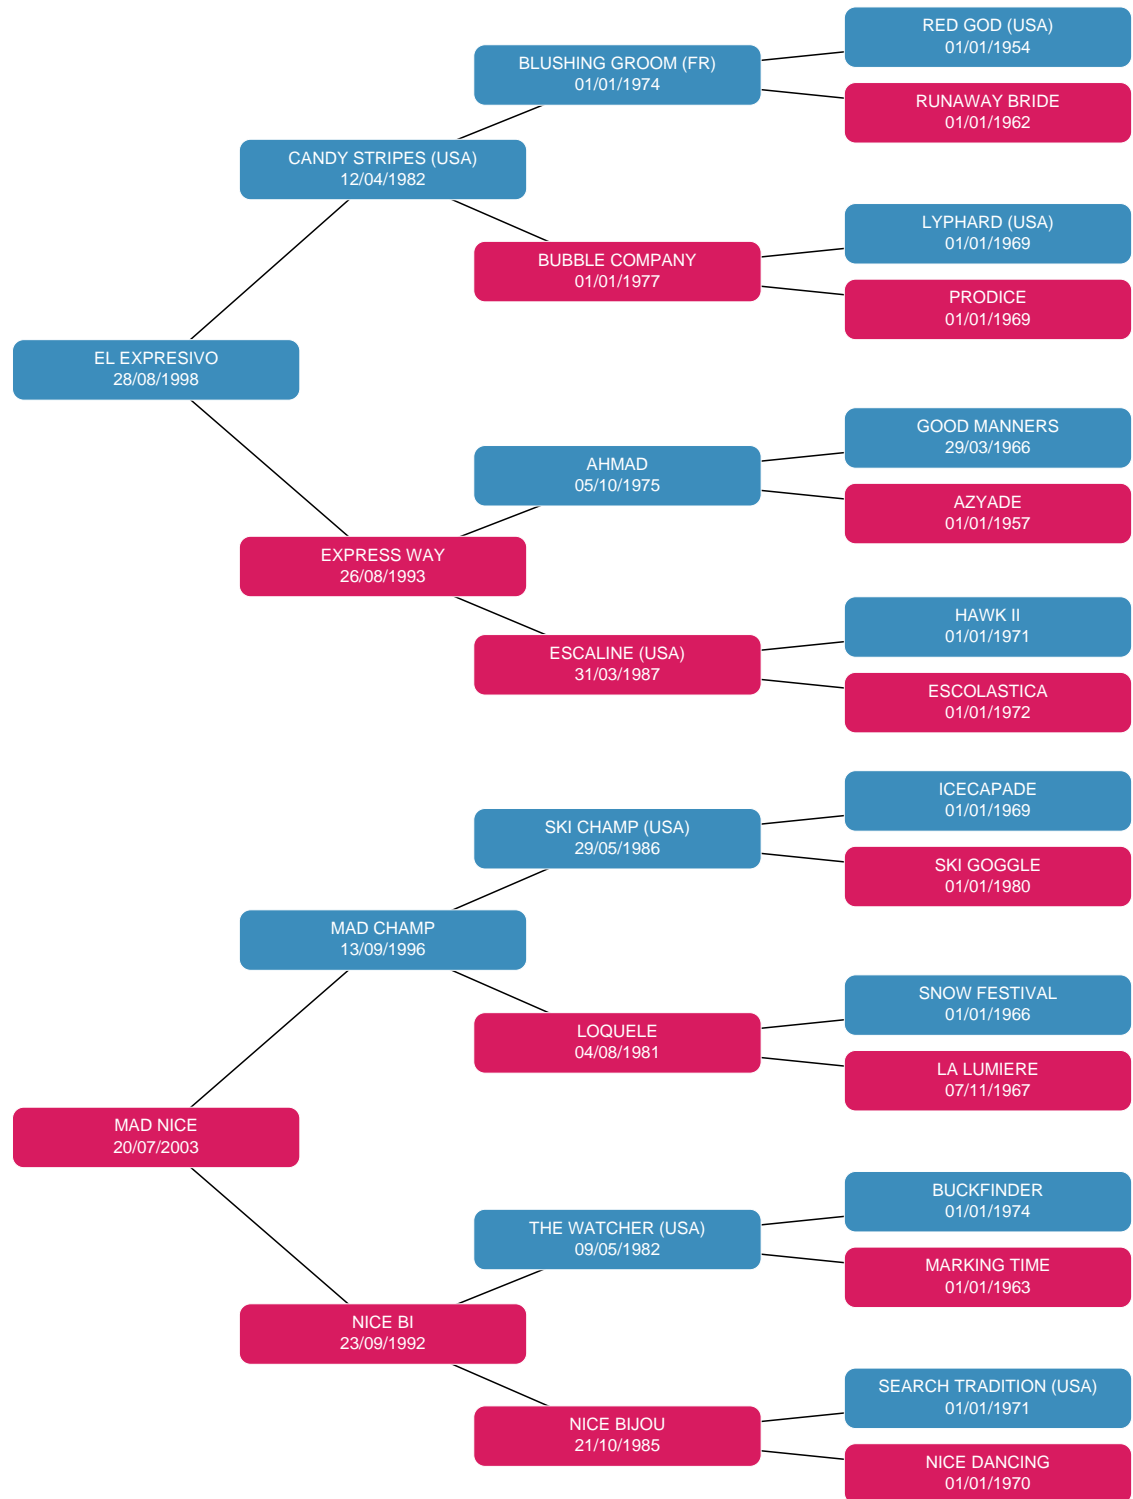 RED GOD (USA)
01/01/1954
BLUSHING GROOM (FR)
01/01/1974
RUNAWAY BRIDE
01/01/1962
CANDY STRIPES (USA)
12/04/1982
LYPHARD (USA)
01/01/1969
BUBBLE COMPANY
01/01/1977
PRODICE
01/01/1969
EL EXPRESIVO
28/08/1998
GOOD MANNERS
29/03/1966
AHMAD
05/10/1975
AZYADE
01/01/1957
EXPRESS WAY
26/08/1993
HAWK II
01/01/1971
ESCALINE (USA)
31/03/1987
ESCOLASTICA
01/01/1972
ICECAPADE
01/01/1969
SKI CHAMP (USA)
29/05/1986
SKI GOGGLE
01/01/1980
MAD CHAMP
13/09/1996
SNOW FESTIVAL
01/01/1966
LOQUELE
04/08/1981
LA LUMIERE
07/11/1967
MAD NICE
20/07/2003
BUCKFINDER
01/01/1974
THE WATCHER (USA)
09/05/1982
MARKING TIME
01/01/1963
NICE BI
23/09/1992
SEARCH TRADITION (USA)
01/01/1971
NICE BIJOU
21/10/1985
NICE DANCING
01/01/1970